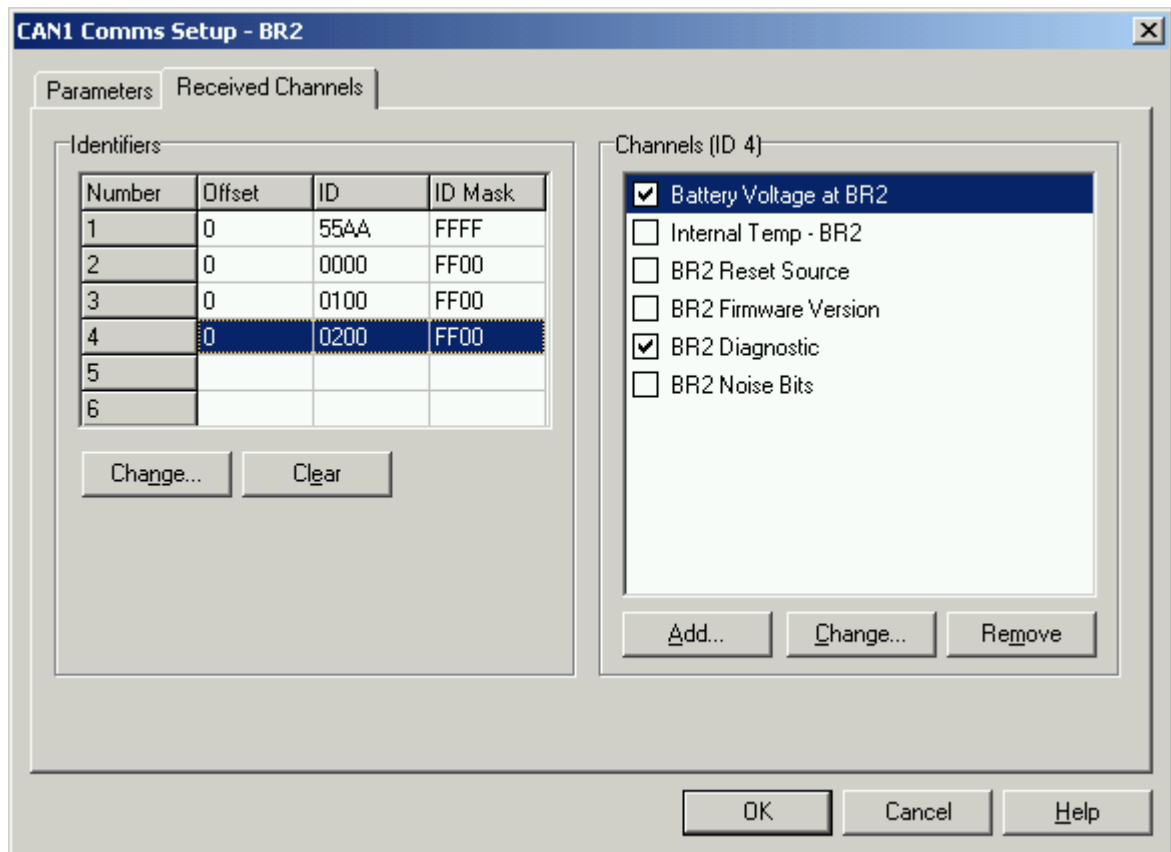 CAN1 Comms Setup - BR2
Parameters Received Channels
Identifiers
Number Offset ID ID Mask
1 0 55AA FFFF
2 0 0000 FF00
3 0 0100 FF00
4 0 0200 FF00
5
6
Change... Clear
Channels (ID 4)
Battery Voltage at BR2
Internal Temp - BR2
BR2 Reset Source
BR2 Firmware Version
BR2 Diagnostic
BR2 Noise Bits
Add... Change... Remove
OK Cancel Help